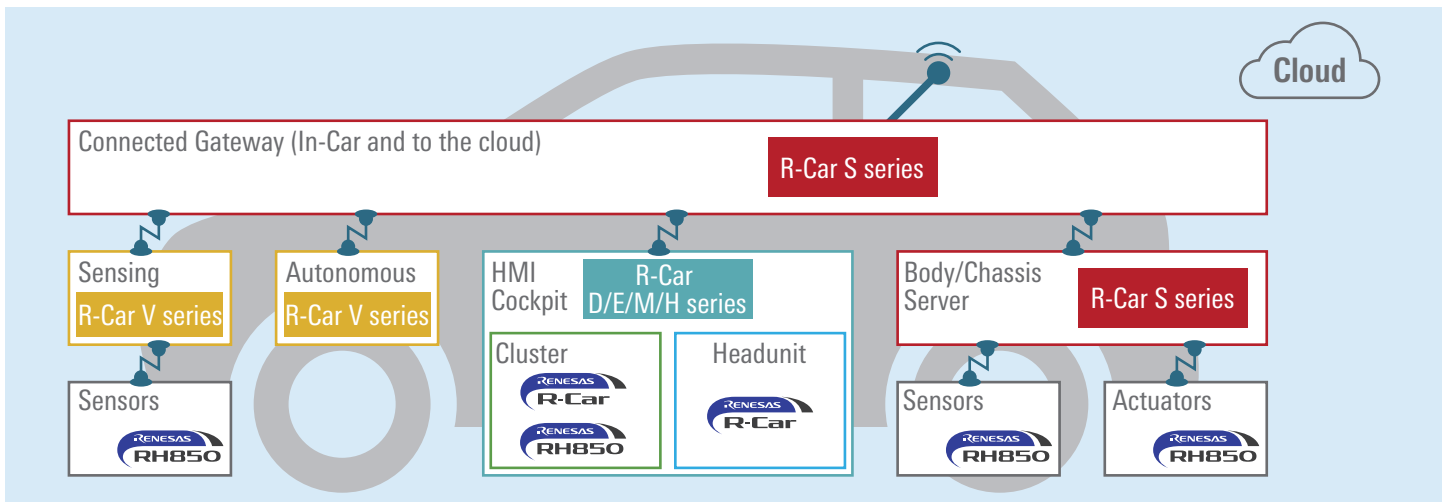 Cloud
Connected Gateway (In-Car and to the cloud)
R-Car S series
Sensing
R-Car V series
Autonomous
R-Car V series
HMI
Cockpit
R-Car
D/E/M/H series
Body/Chassis
Server
R-Car S series
Cluster
RENESAS
R-Car
RENESAS
RH850
Headunit
RENESAS
R-Car
Sensors
RENESAS
RH850
Sensors
RENESAS
RH850
Actuators
RENESAS
RH850